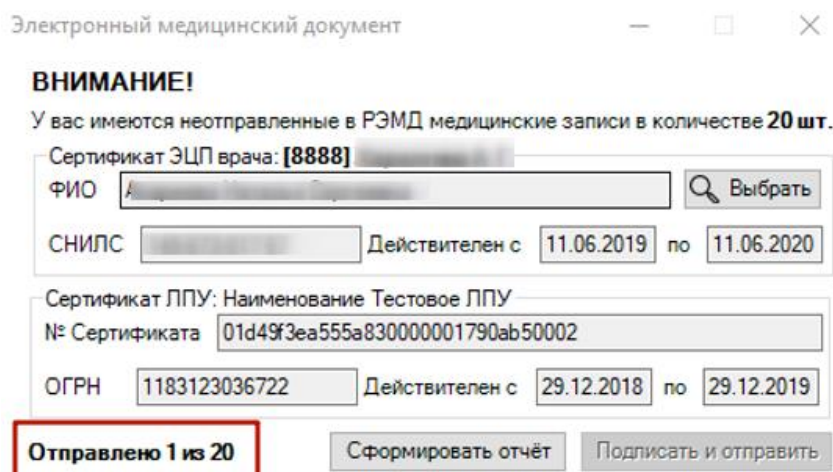 Электронный медицинский документ
ВНИМАНИЕ!
У вас имеются неотправленные в РЭМД медицинские записи в количестве 20 шт.
Сертификат ЭЦП врача: [8888]
ФИО Выбрать
СНИЛС Действителен с 11.06.2019 по 11.06.2020
Сертификат ЛПУ: Наименование Тестовое ЛПУ
№ Сертификата 01d49f3ea555a830000001790ab50002
ОГРН 1183123036722 Действителен с 29.12.2018 по 29.12.2019
Отправлено 1 из 20 Сформировать отчёт Подписать и отправить